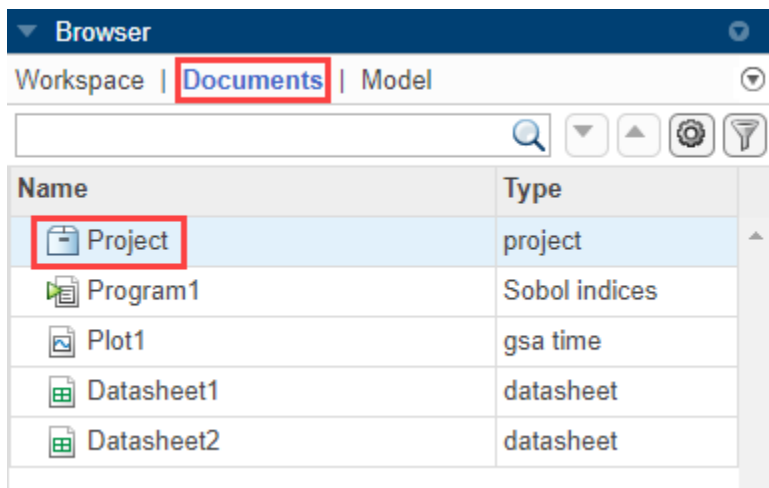 Browser
Workspace | Documents | Model
Name Type
Project project
Program1 Sobol indices
Plot1 gsa time
Datasheet1 datasheet
Datasheet2 datasheet